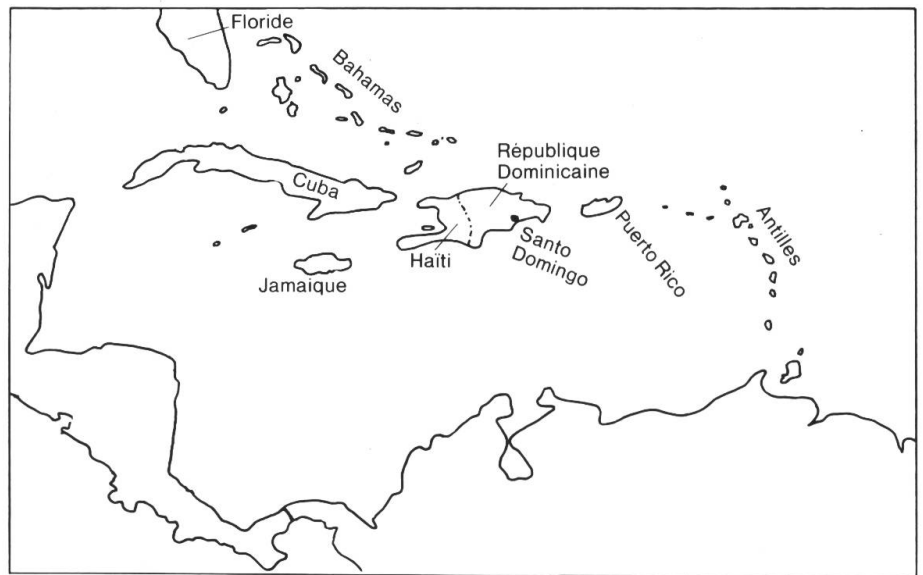 Floride
Bahamas
République
Dominicaine
Cuba
Antilles
Puerto Rico
Santo
Domingo
Haïti
Jamaïque